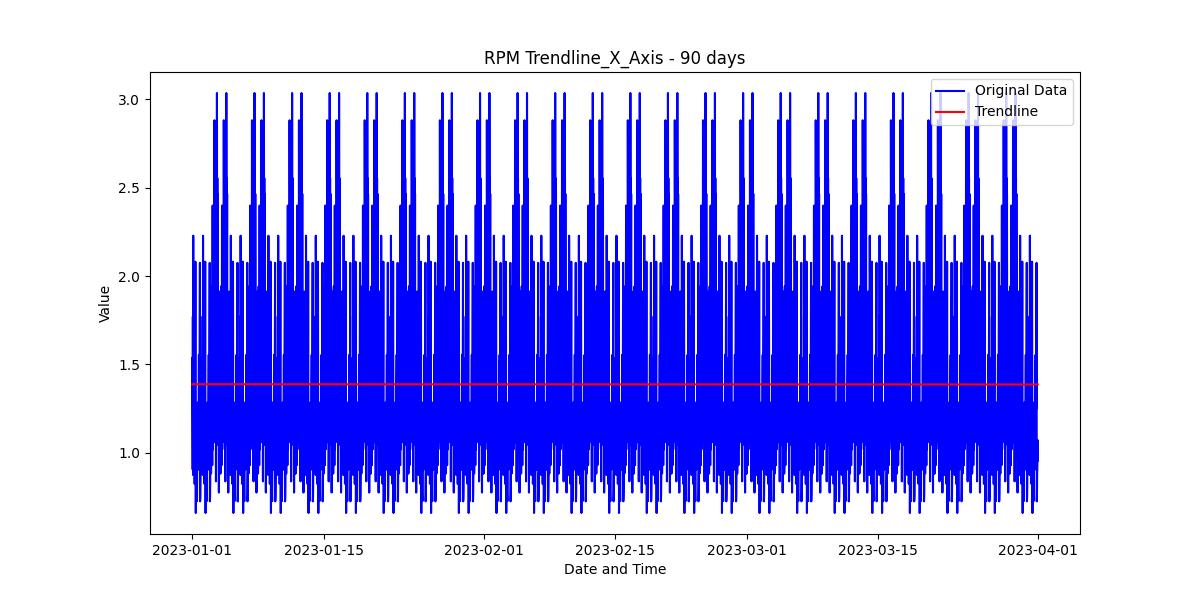 RPM Trendline_X_Axis - 90 days
Original Data
Trendline
3.0
2.5
2.0
1.5
1.0
Value
2023-01-01 2023-01-15 2023-02-01 2023-02-15 2023-03-01 2023-03-15 2023-04-01
Date and Time